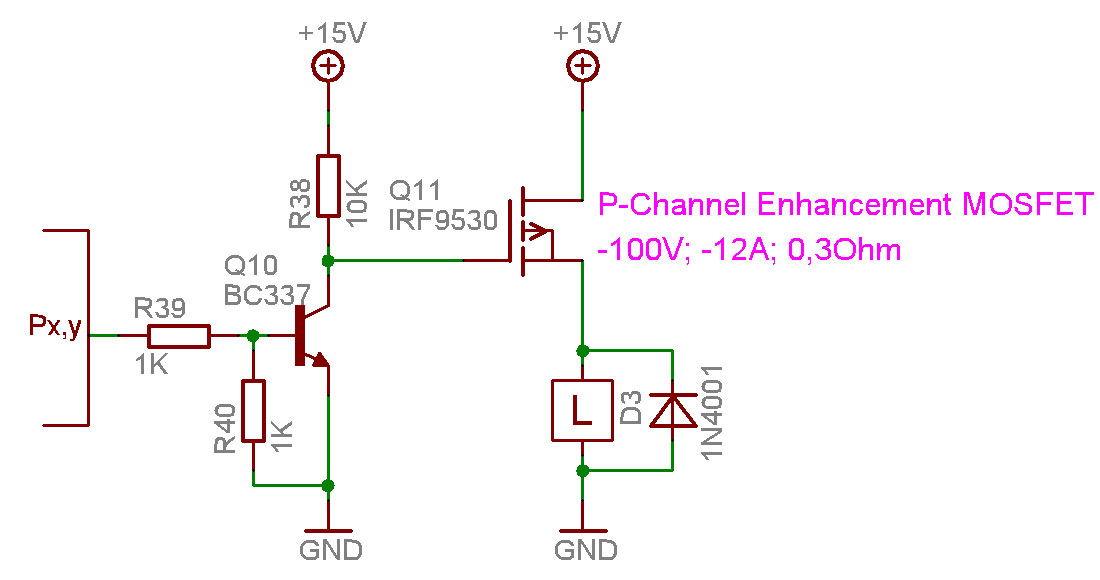 +15V
+15V
R38
10K
Q11
IRF9530
P-Channel Enhancement MOSFET
-100V; -12A; 0,3Ohm
Q10
BC337
Px,y
R39
1K
R40
1K
L
D3
1N4001
GND
GND